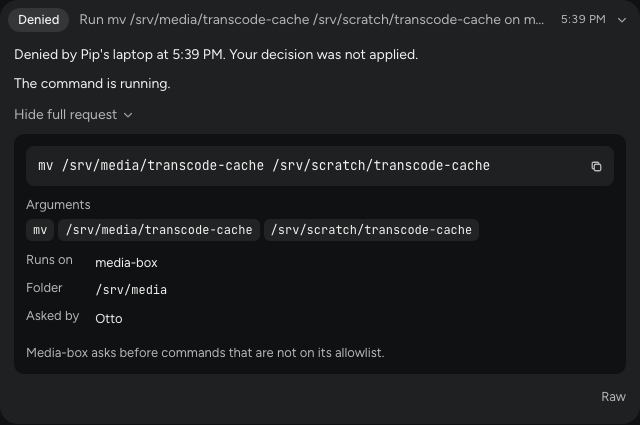 Denied Run mv /srv/media/transcode-cache /srv/scratch/transcode-cache on m... 5:39 PM
Denied by Pip's laptop at 5:39 PM. Your decision was not applied.
The command is running.
Hide full request
mv /srv/media/transcode-cache /srv/scratch/transcode-cache
Arguments
mv /srv/media/transcode-cache /srv/scratch/transcode-cache
Runs on media-box
Folder /srv/media
Asked by Otto
Media-box asks before commands that are not on its allowlist.
Raw